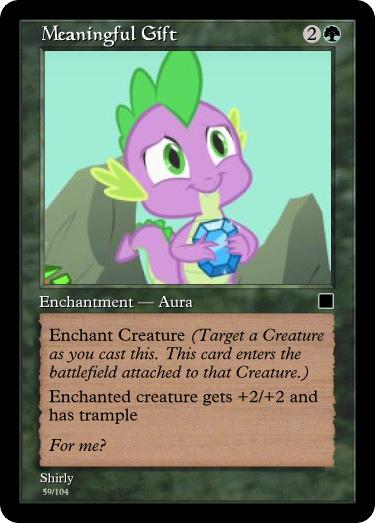 Meaningful Gift 2
Enchantment — Aura
Enchant Creature (Target a Creature
as you cast this. This card enters the
battlefield attached to that Creature.)
Enchanted creature gets +2/+2 and
has trample
For me?
Shirly
59/104